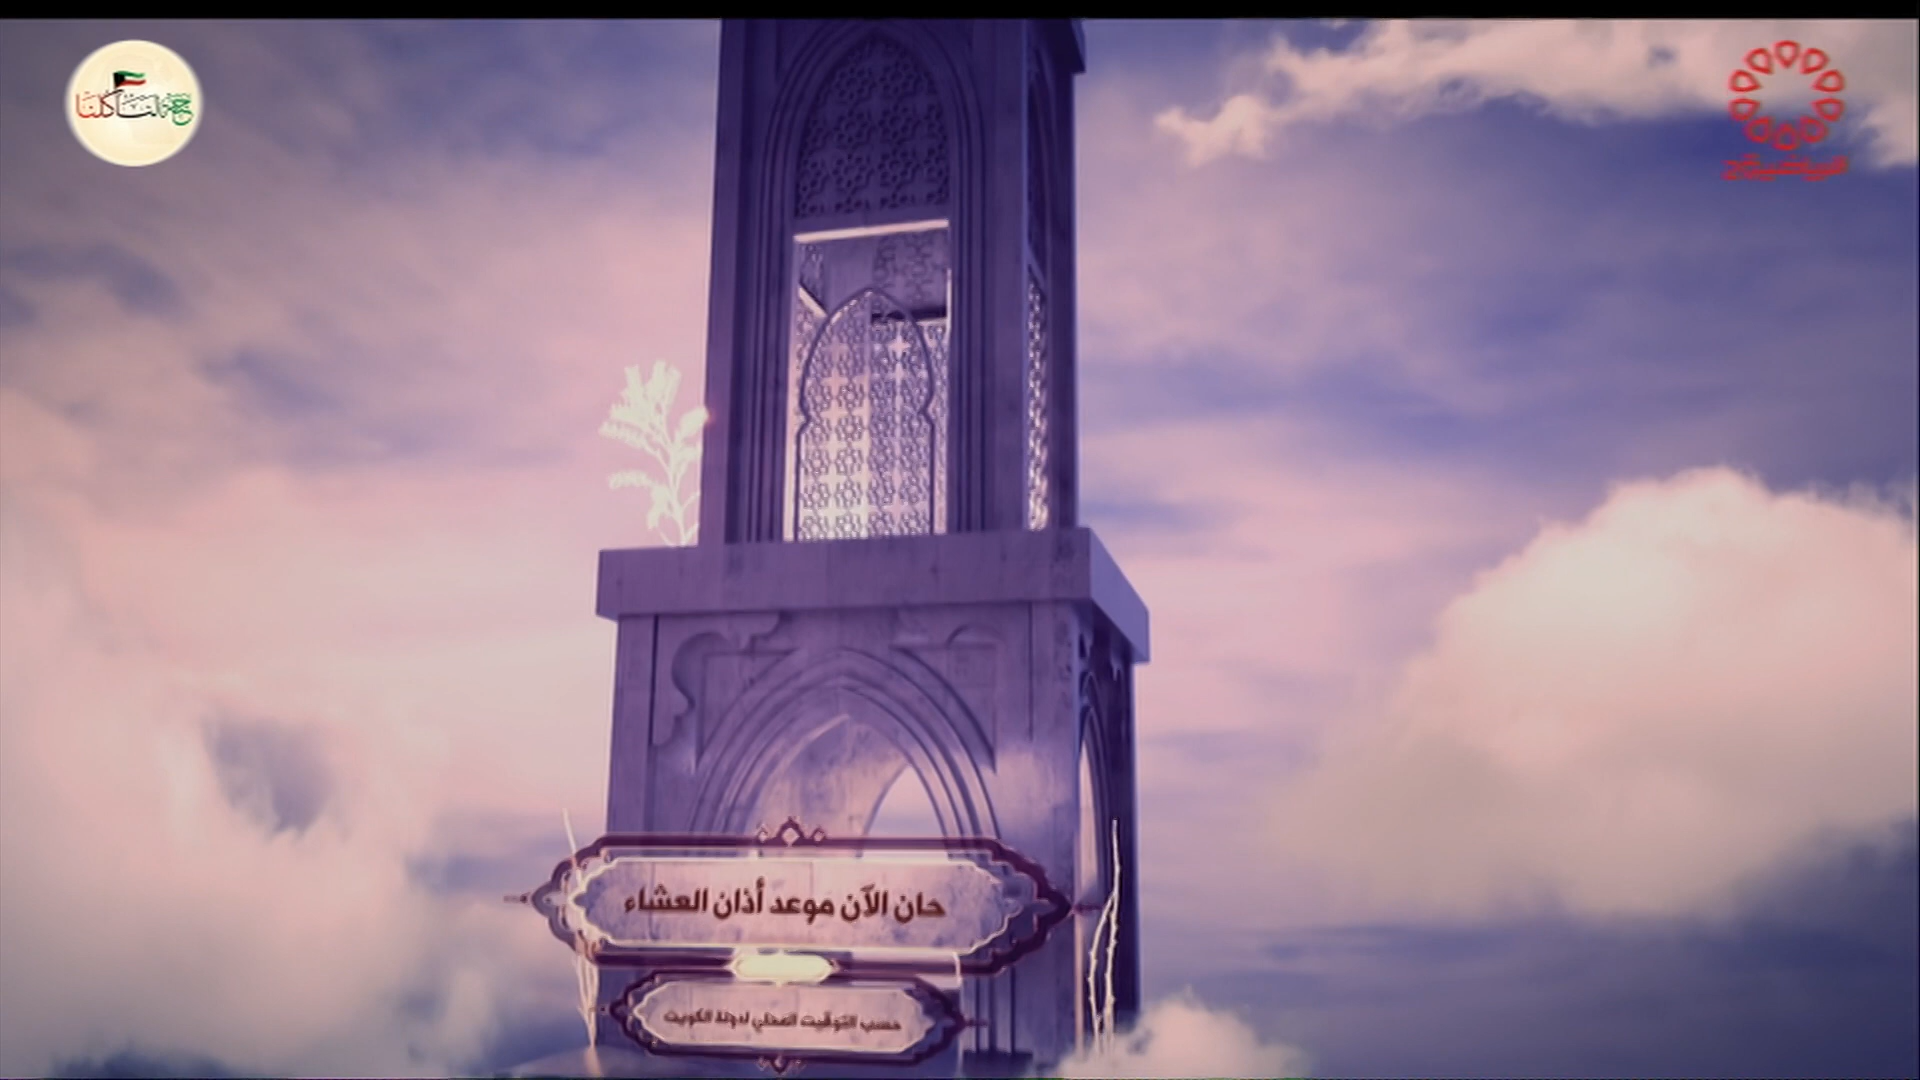 حان الآن موعد أذان العشاء
حسب التوقيت المحلي لدولة الكويت